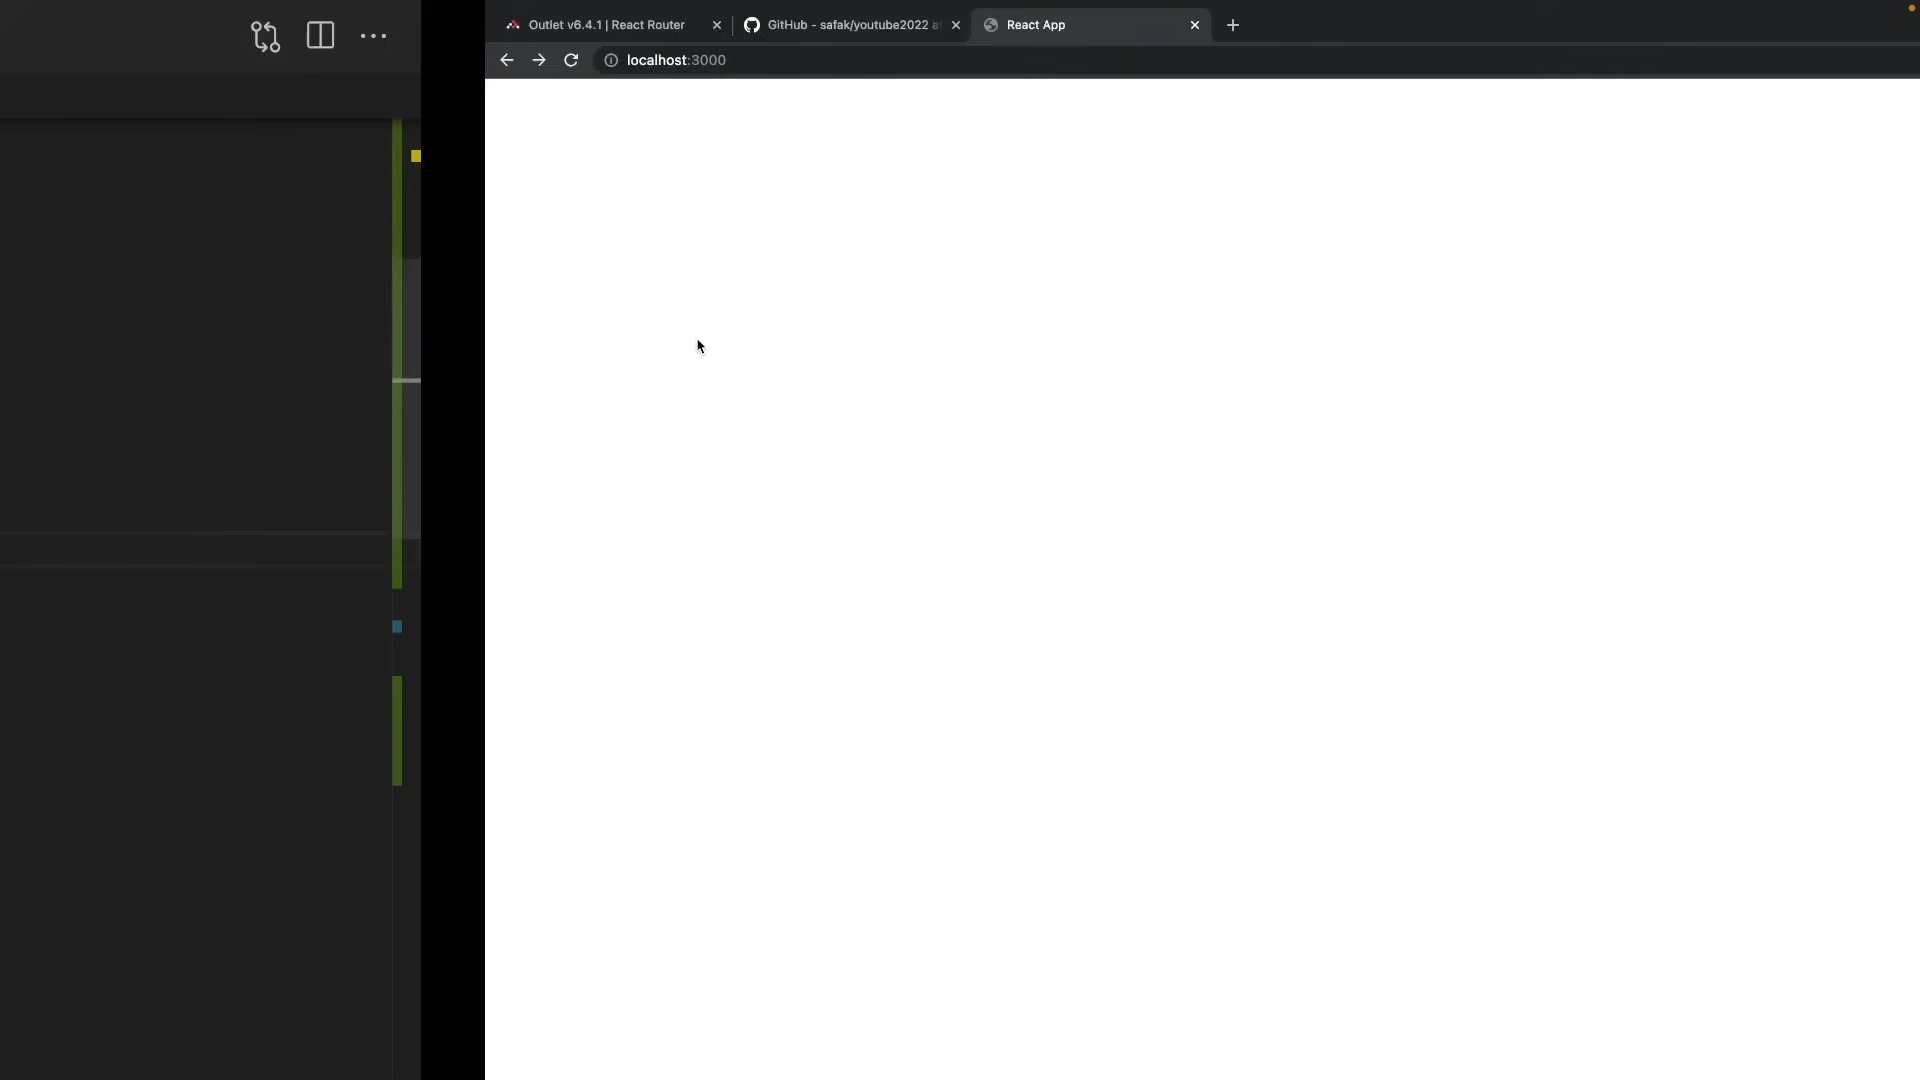 Outlet v6.4.1 | React Router
GitHub - safak/youtube2022 a
React App
localhost:3000